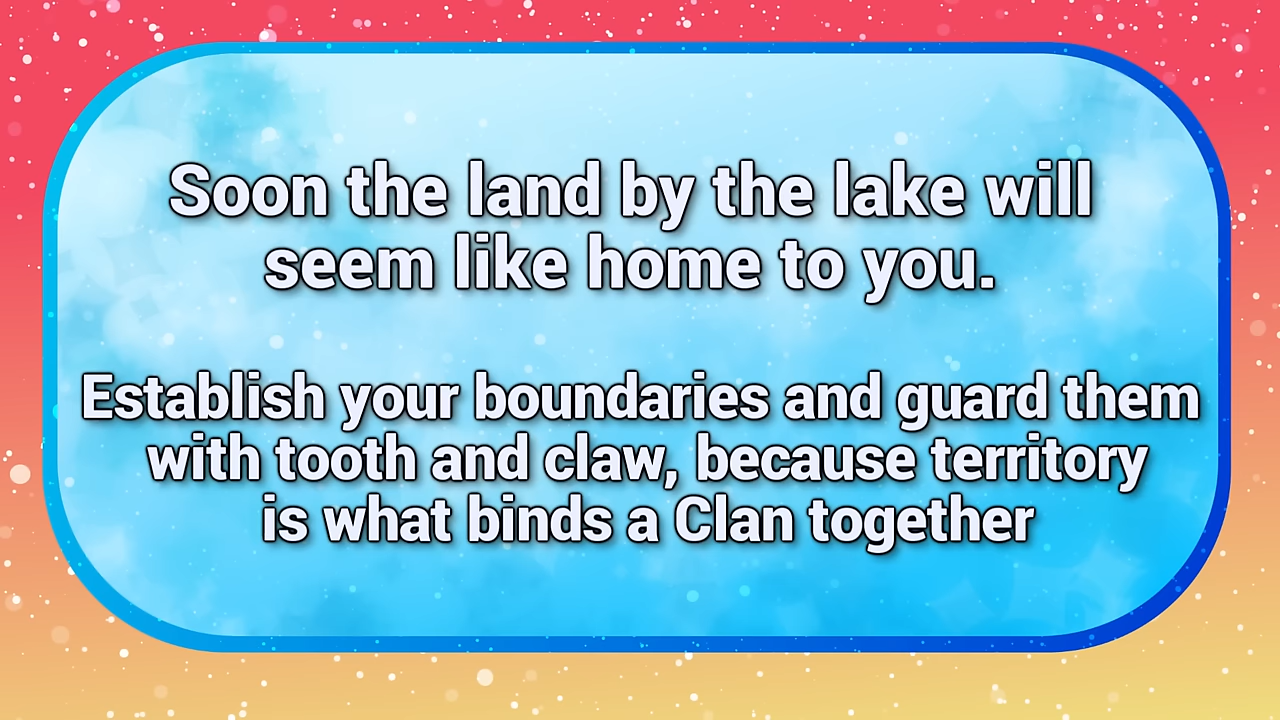 Soon the land by the lake will
seem like home to you.
Establish your boundaries and guard them
with tooth and claw, because territory
is what binds a Clan together